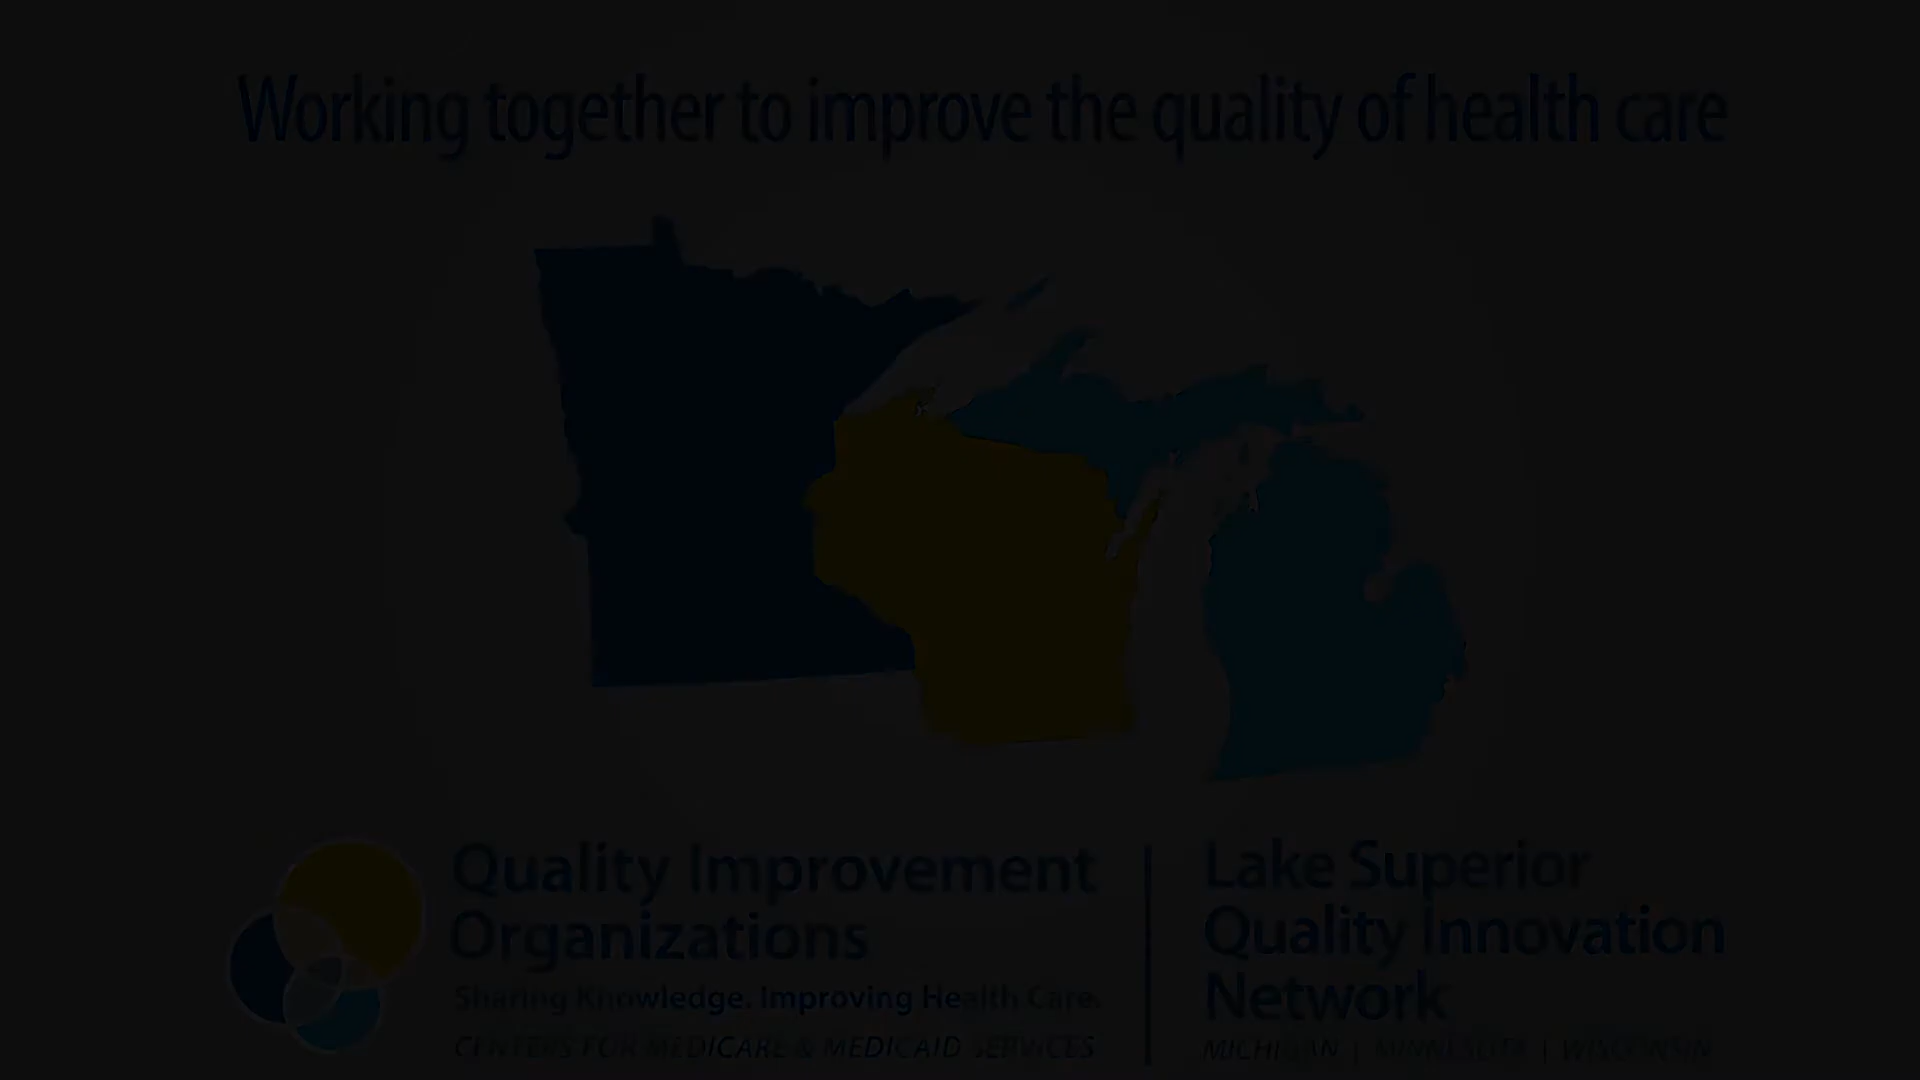 Working together to improve the quality of health care
Quality Improvement
Organizations
Sharing Knowledge. Improving Health Care.
CENTERS FOR MEDICARE & MEDICAID SERVICES
Lake Superior
Quality Innovation
Network
MICHIGAN | MINNESOTA | WISCONSIN